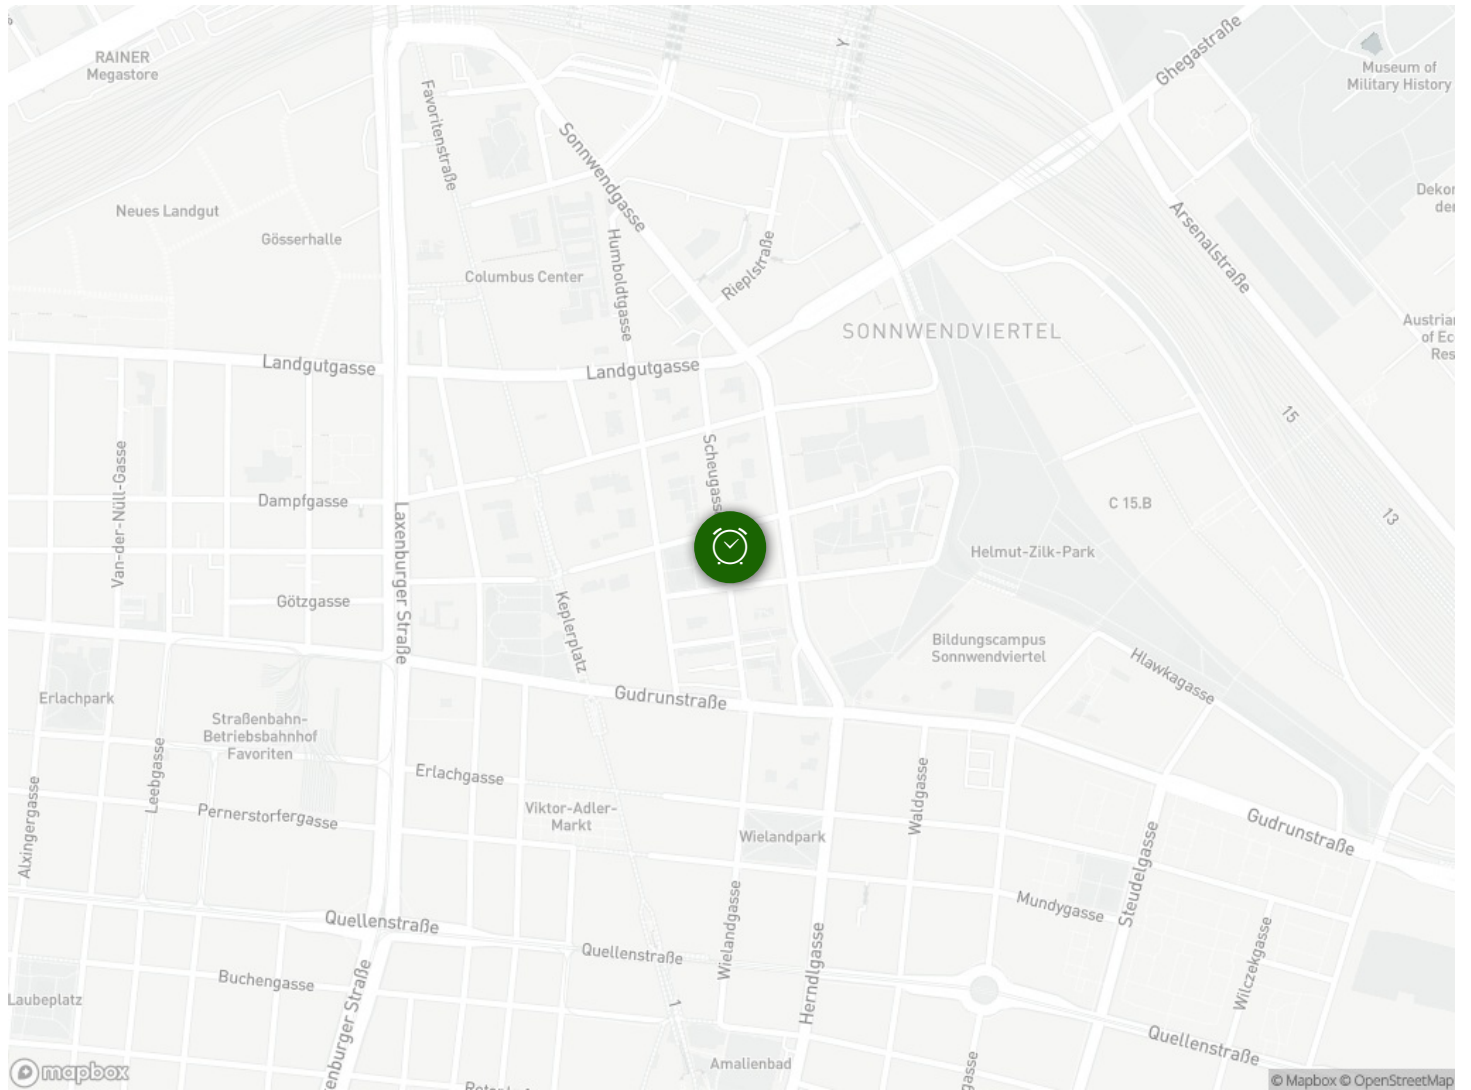 RAINER
Megastore
Y
Ghegastraße
Museum of
Military History
Favoritenstraße
Sonnwendgasse
Neues Landgut
Gösserhalle
Arsenalstraße
Humboldtgasse
Rieplstraße
Columbus Center
SONNWENDVIERTEL
Landgutgasse
Landgutgasse
15
Scheugasse
Van-der-Nüll-Gasse
Dampfgasse
Laxenburger Straße
C 15.B
13
Helmut-Zilk-Park
Götzgasse
Keplerplatz
Bildungscampus
Sonnwendviertel
Hlawkagasse
Erlachpark
Gudrunstraße
Straßenbahn-
Betriebsbahnhof
Favoriten
Leebgasse
Erlachgasse
Waldgasse
Alxingergasse
Pernerstorfergasse
Viktor-Adler-
Markt
Wielandpark
Gudrunstraße
Steudelgasse
Mundygasse
Quellenstraße
Quellenstraße
Wielandgasse
Herndlgasse
Wilczekgasse
Buchengasse
Laubeplatz
1
Quellenstraße
Amalienbad
mapbox
© Mapbox © OpenStreetMap